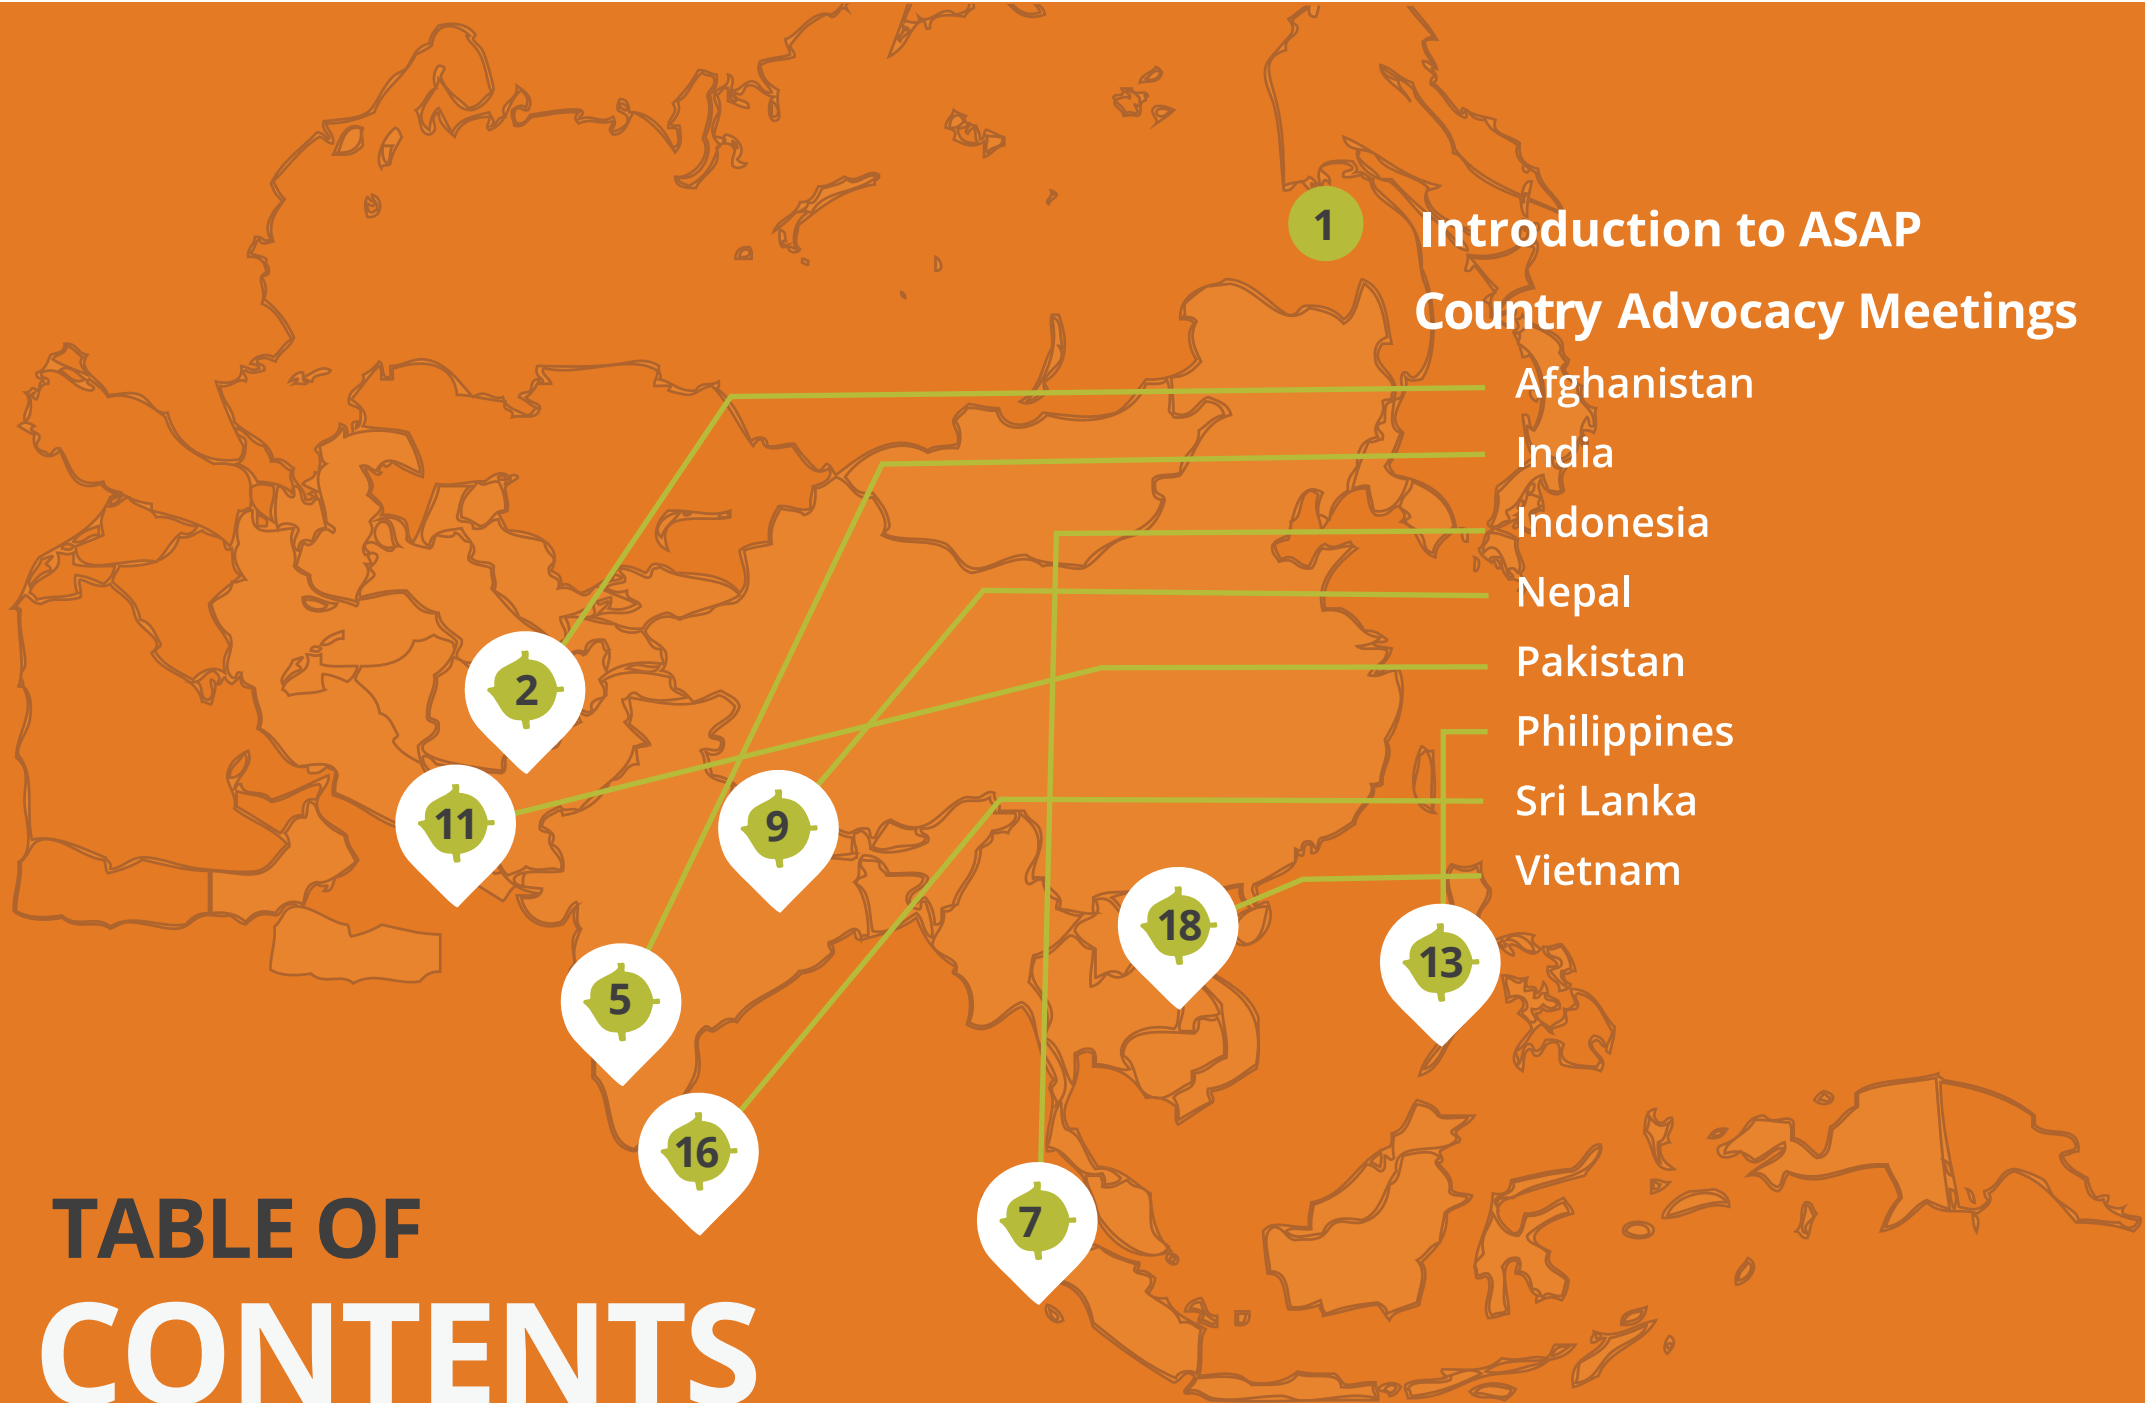 1 Introduction to ASAP
Country Advocacy Meetings
Afghanistan
India
Indonesia
Nepal
Pakistan
Philippines
Sri Lanka
Vietnam
2
11
9
18
13
5
16
7
TABLE OF
CONTENTS